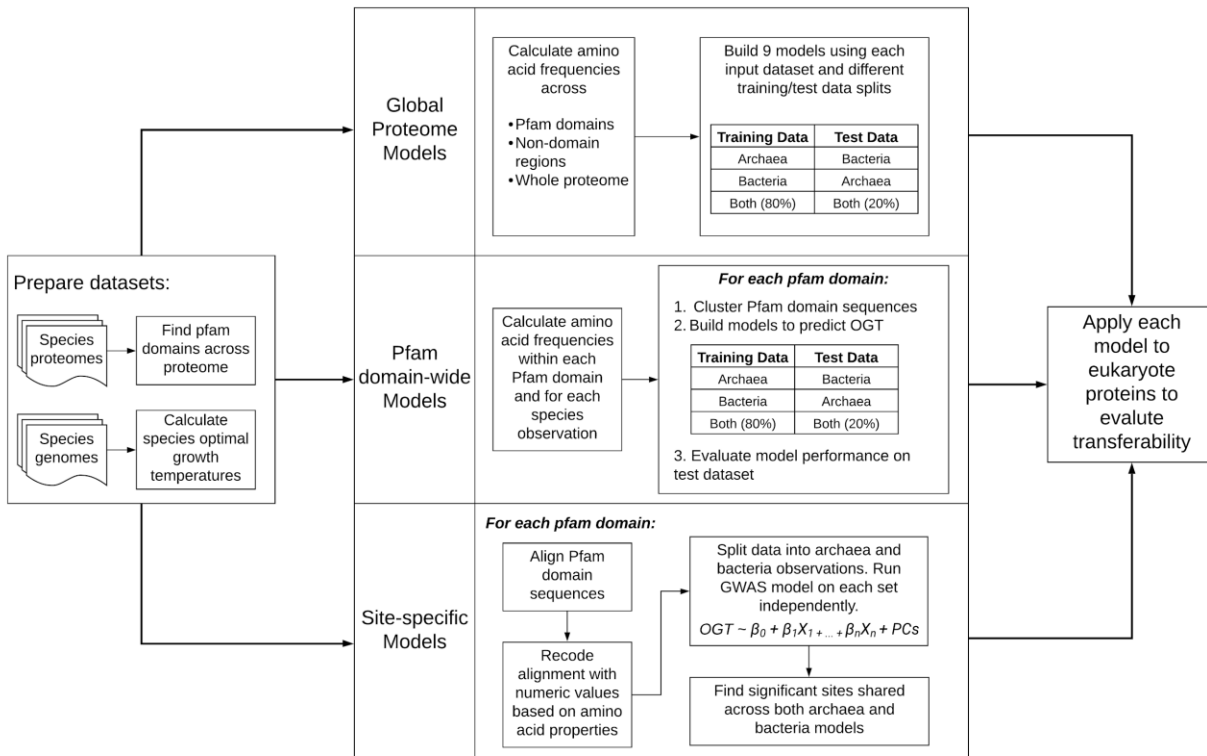 Prepare datasets:
Species
proteomes
Find pfam
domains across
proteome
Species
genomes
Calculate
species optimal
growth
temperatures
Global
Proteome
Models
Calculate amino
acid frequencies
across
•Pfam domains
•Non-domain
regions
•Whole proteome
Build 9 models using each
input dataset and different
training/test data splits
Training Data Test Data
Archaea Bacteria
Bacteria Archaea
Both (80%) Both (20%)
Pfam
domain-wide
Models
Calculate amino
acid frequencies
within each
Pfam domain
and for each
species
observation
For each pfam domain:
1. Cluster Pfam domain sequences
2. Build models to predict OGT
Training Data Test Data
Archaea Bacteria
Bacteria Archaea
Both (80%) Both (20%)
3. Evaluate model performance on
test dataset
Site-specific
Models
For each pfam domain:
Align Pfam
domain
sequences
Recode
alignment with
numeric values
based on amino
acid properties
Split data into archaea and
bacteria observations. Run
GWAS model on each set
independently.
OGT ~ β0 + β1X1 + ... + βnXn + PCs
Find significant sites shared
across both archaea and
bacteria models
Apply each
model to
eukaryote
proteins to
evalute
transferability